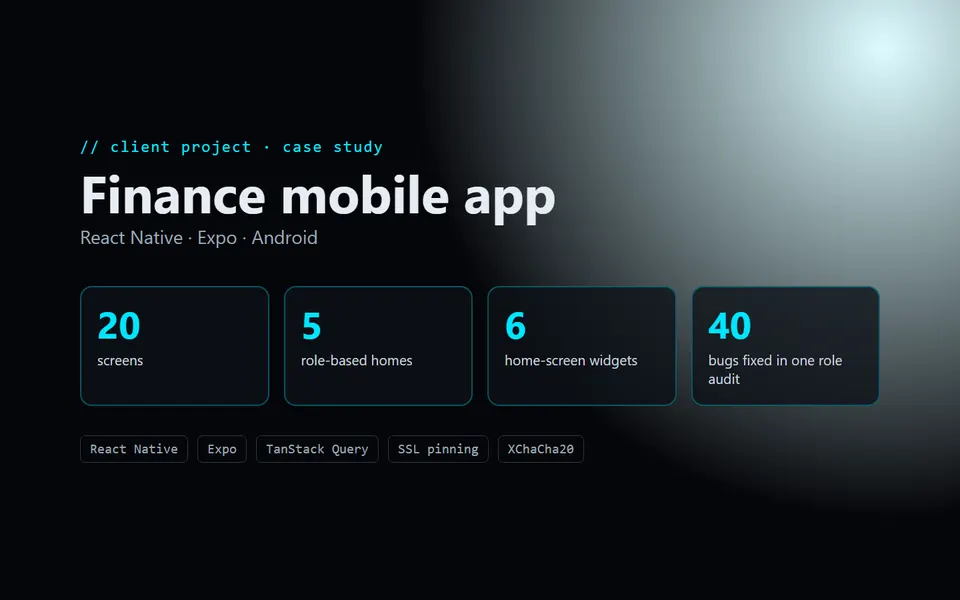 // client project · case study
Finance mobile app
React Native · Expo · Android
20
screens
5
role-based homes
6
home-screen widgets
40
bugs fixed in one role
audit
React Native
Expo
TanStack Query
SSL pinning
XChaCha20